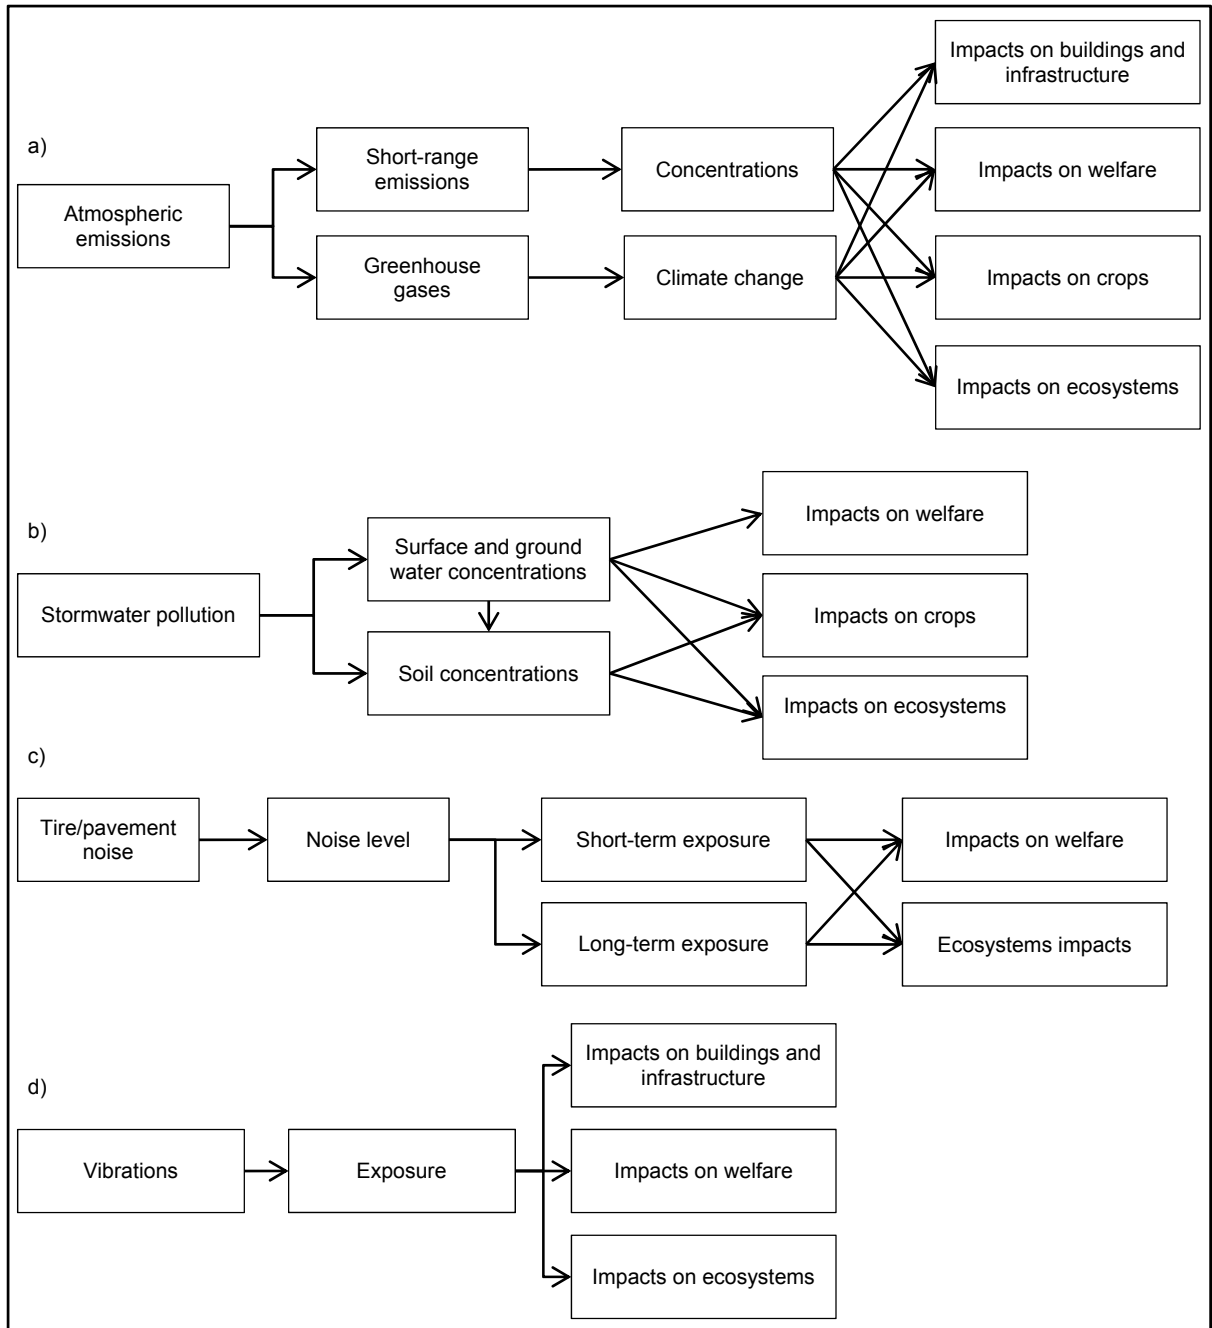 a)
Atmospheric
emissions
Short-range
emissions
Greenhouse
gases
Concentrations
Climate change
Impacts on buildings and
infrastructure
Impacts on welfare
Impacts on crops
Impacts on ecosystems
b)
Stormwater pollution
Surface and ground
water concentrations
Soil concentrations
Impacts on welfare
Impacts on crops
Impacts on ecosystems
c)
Tire/pavement
noise
Noise level
Short-term exposure
Long-term exposure
Impacts on welfare
Ecosystems impacts
d)
Vibrations
Exposure
Impacts on buildings and
infrastructure
Impacts on welfare
Impacts on ecosystems